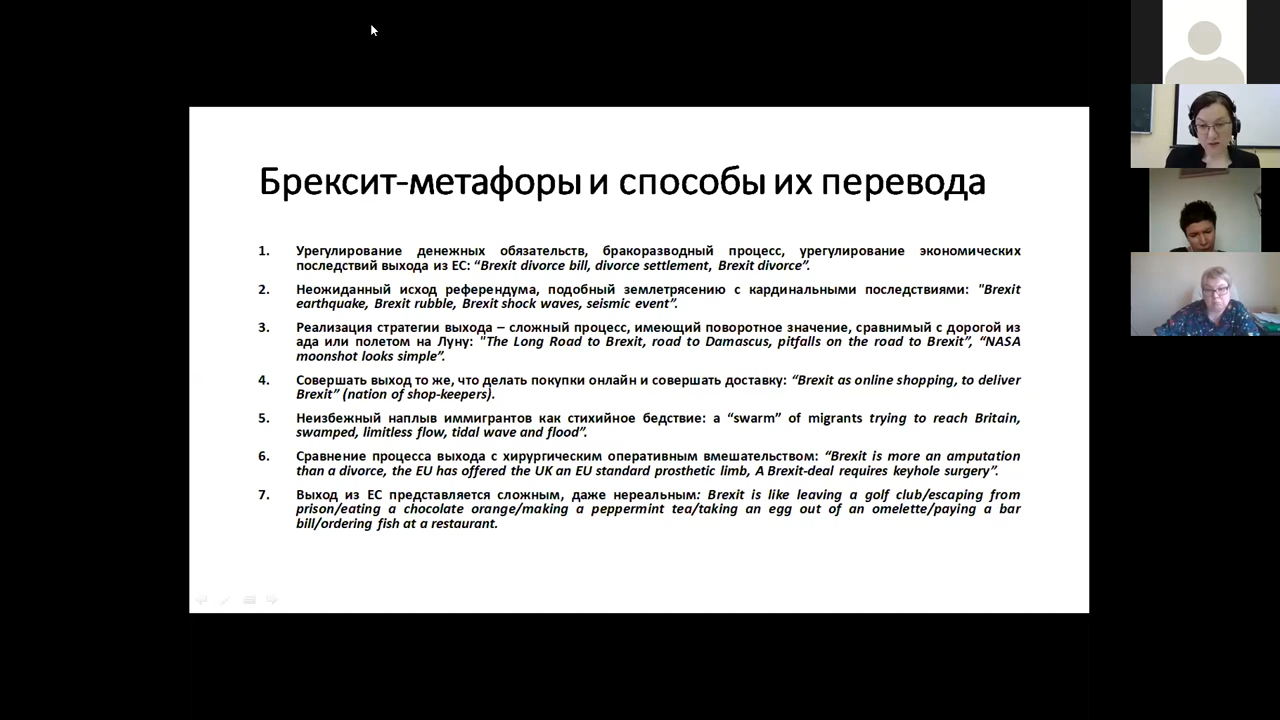 Брексит-метафоры и способы их перевода
1. Урегулирование денежных обязательств, бракоразводный процесс, урегулирование экономических
последствий выхода из ЕС: “Brexit divorce bill, divorce settlement, Brexit divorce”.
2. Неожиданный исход референдума, подобный землетрясению с кардинальными последствиями: "Brexit
earthquake, Brexit rubble, Brexit shock waves, seismic event”.
3. Реализация стратегии выхода – сложный процесс, имеющий поворотное значение, сравнимый с дорогой из
ада или полетом на Луну: "The Long Road to Brexit, road to Damascus, pitfalls on the road to Brexit”, “NASA
moonshot looks simple”.
4. Совершать выход то же, что делать покупки онлайн и совершать доставку: “Brexit as online shopping, to deliver
Brexit” (nation of shop-keepers).
5. Неизбежный наплыв иммигрантов как стихийное бедствие: a “swarm” of migrants trying to reach Britain,
swamped, limitless flow, tidal wave and flood”.
6. Сравнение процесса выхода с хирургическим оперативным вмешательством: “Brexit is more an amputation
than a divorce, the EU has offered the UK an EU standard prosthetic limb, A Brexit-deal requires keyhole surgery”.
7. Выход из ЕС представляется сложным, даже нереальным: Brexit is like leaving a golf club/escaping from
prison/eating a chocolate orange/making a peppermint tea/taking an egg out of an omelette/paying a bar
bill/ordering fish at a restaurant.